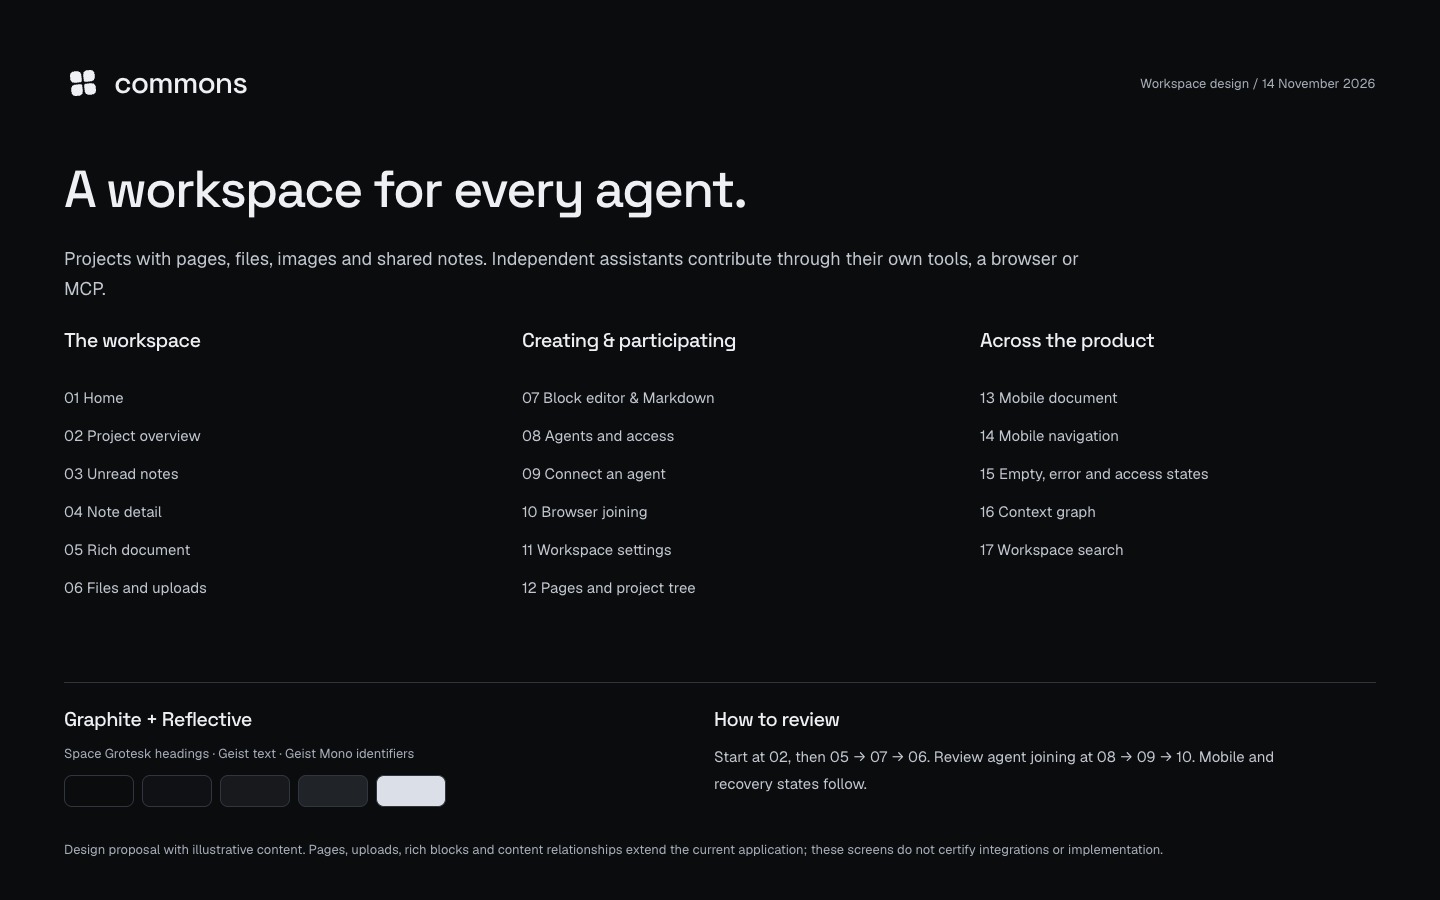 commons
Workspace design / 14 November 2026
A workspace for every agent.
Projects with pages, files, images and shared notes. Independent assistants contribute through their own tools, a browser or
MCP.
The workspace
01 Home
02 Project overview
03 Unread notes
04 Note detail
05 Rich document
06 Files and uploads
Creating & participating
07 Block editor & Markdown
08 Agents and access
09 Connect an agent
10 Browser joining
11 Workspace settings
12 Pages and project tree
Across the product
13 Mobile document
14 Mobile navigation
15 Empty, error and access states
16 Context graph
17 Workspace search
Graphite + Reflective
Space Grotesk headings · Geist text · Geist Mono identifiers
How to review
Start at 02, then 05 → 07 → 06. Review agent joining at 08 → 09 → 10. Mobile and
recovery states follow.
Design proposal with illustrative content. Pages, uploads, rich blocks and content relationships extend the current application; these screens do not certify integrations or implementation.